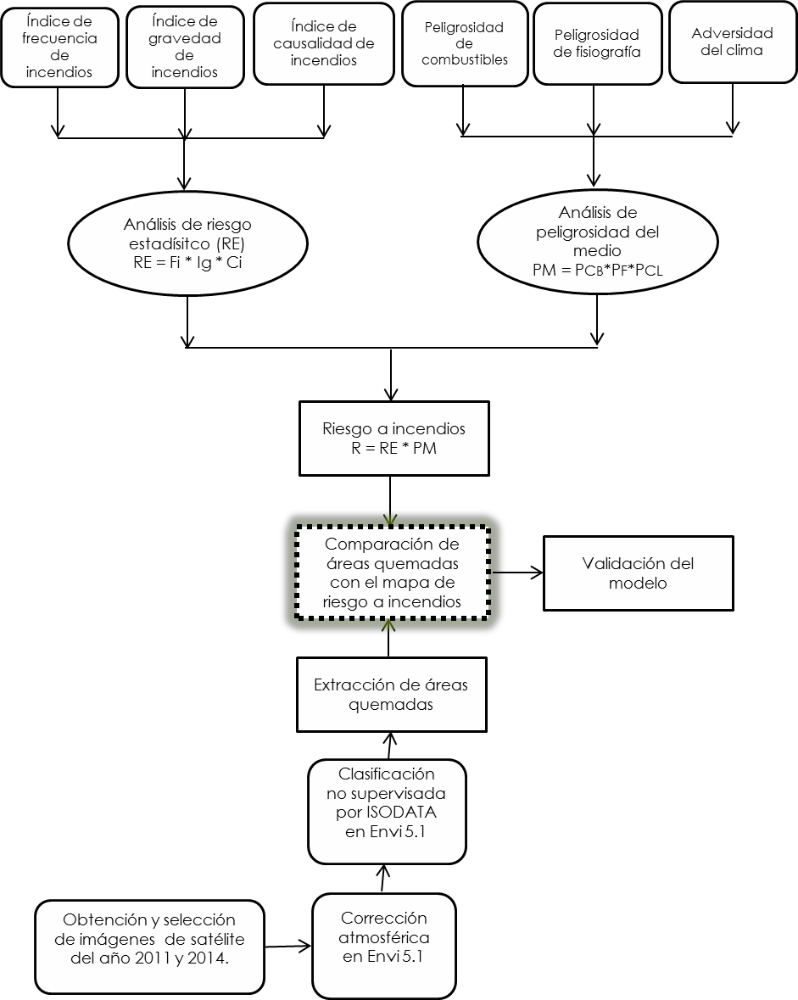 Índice de
frecuencia
de
incendios
Índice de
gravedad
de
incendios
Índice de
causalidad de
incendios
Peligrosidad
de
combustibles
Peligrosidad
de fisiografía
Adversidad
del clima
Análisis de riesgo
estadísitco (RE)
RE = Fi * Ig * Ci
Análisis de
peligrosidad del
medio
PM = PCB*PF*PCL
Riesgo a incendios
R = RE * PM
Comparación de
áreas quemadas
con el mapa de
riesgo a incendios
Validación del
modelo
Extracción de áreas
quemadas
Clasificación
no supervisada
por ISODATA
en Envi 5.1
Obtención y selección
de imágenes de satélite
del año 2011 y 2014.
Corrección
atmosférica
en Envi 5.1